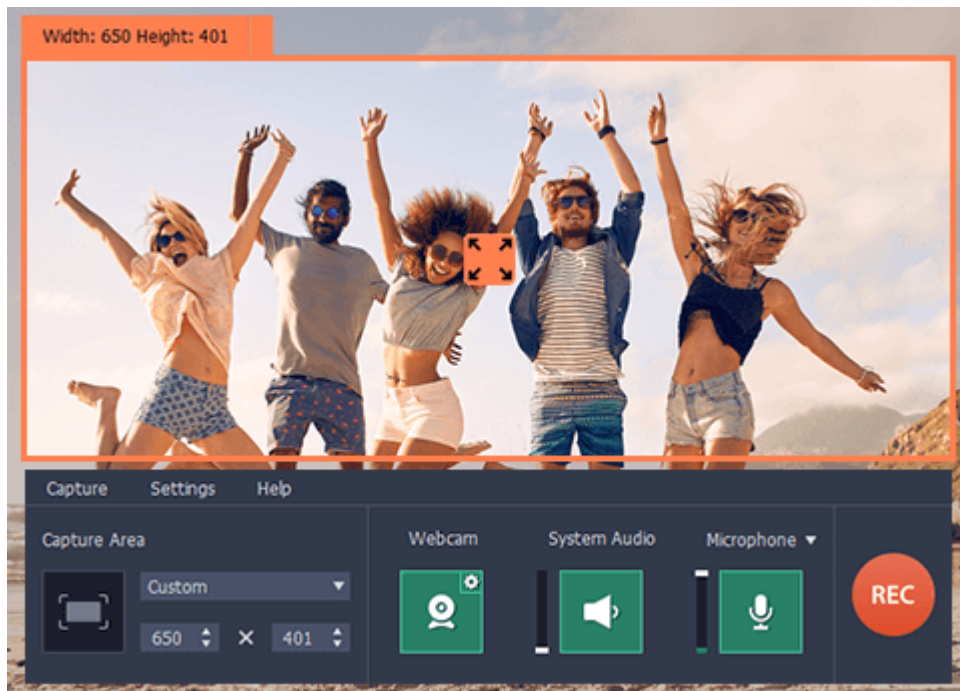 Width: 650 Height: 401
Capture Settings Help
Capture Area Webcam System Audio Microphone
Custom
650 × 401
REC